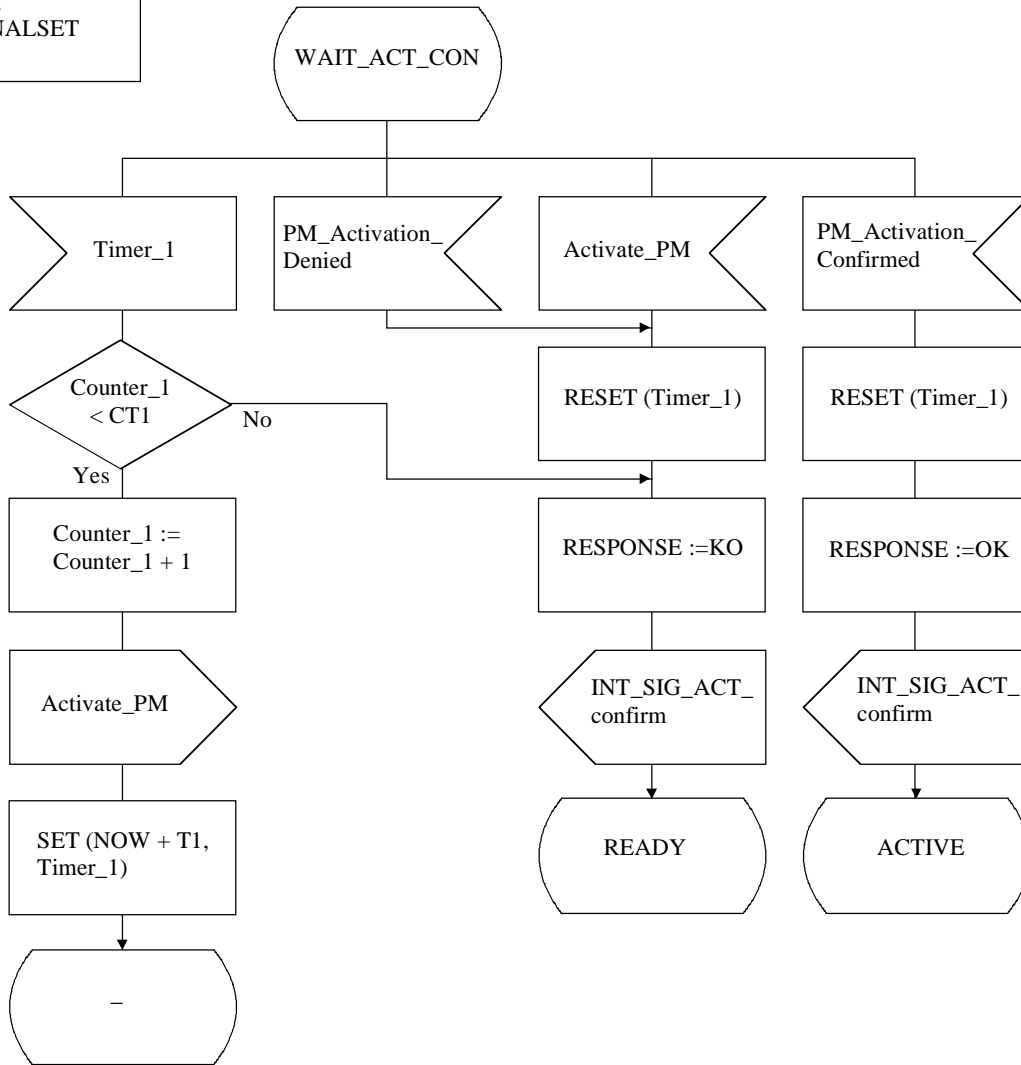 NALSET
WAIT_ACT_CON
Timer_1
PM_Activation_
Denied
Activate_PM
PM_Activation_
Confirmed
Counter_1
< CT1
No
Yes
RESET (Timer_1)
RESET (Timer_1)
Counter_1 :=
Counter_1 + 1
RESPONSE :=KO
RESPONSE :=OK
Activate_PM
INT_SIG_ACT_
confirm
INT_SIG_ACT_
confirm
SET (NOW + T1,
Timer_1)
READY
ACTIVE
–